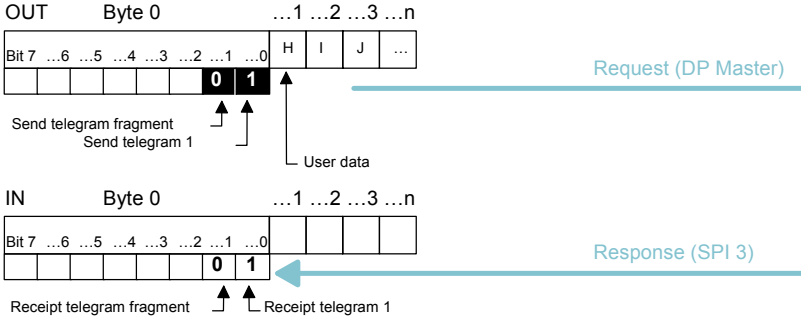 OUT Byte 0 …1 …2 …3 …n
Bit 7 …6 …5 …4 …3 …2 …1 …0 H I J …
0 1
Request (DP Master)
Send telegram fragment
Send telegram 1
User data
IN Byte 0 …1 …2 …3 …n
Bit 7 …6 …5 …4 …3 …2 …1 …0
0 1
Response (SPI 3)
Receipt telegram fragment Receipt telegram 1